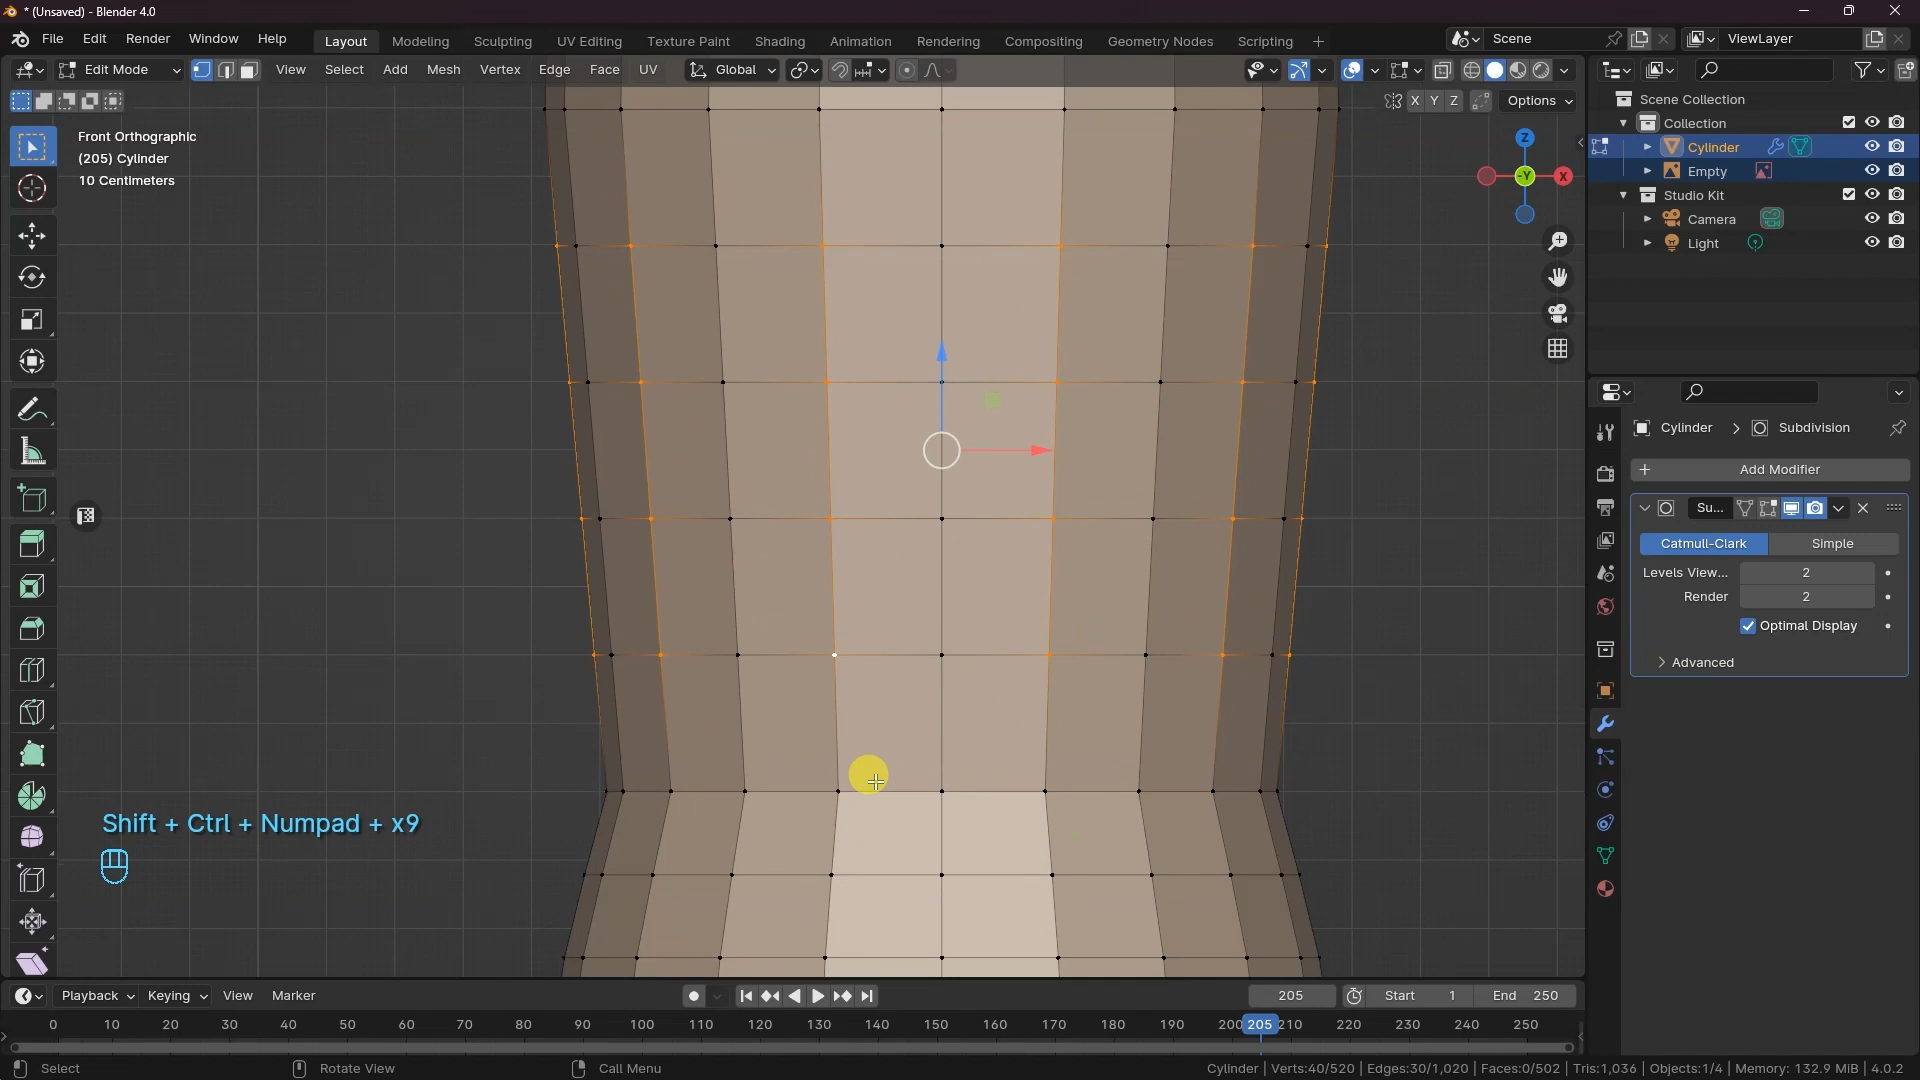 * (Unsaved) - Blender 4.0
File Edit Render Window Help Layout Modeling Sculpting UV Editing Texture Paint Shading Animation Rendering Compositing Geometry Nodes Scripting + Scene ViewLayer
Edit Mode View Select Add Mesh Vertex Edge Face UV Global
X Y Z Options
Front Orthographic
(205) Cylinder
10 Centimeters
Z
-Y X
Scene Collection
Collection
Cylinder
Empty
Studio Kit
Camera
Light
Cylinder > Subdivision
+ Add Modifier
Su...
Catmull-Clark Simple
Levels View... 2
Render 2
Optimal Display
> Advanced
Shift + Ctrl + Numpad + x9
Playback Keying View Marker 205 Start 1 End 250
0 10 20 30 40 50 60 70 80 90 100 110 120 130 140 150 160 170 180 190 200 205 210 220 230 240 250
Select Rotate View Call Menu Cylinder | Verts:40/520 | Edges:30/1,020 | Faces:0/502 | Tris:1,036 | Objects:1/4 | Memory: 132.9 MiB | 4.0.2